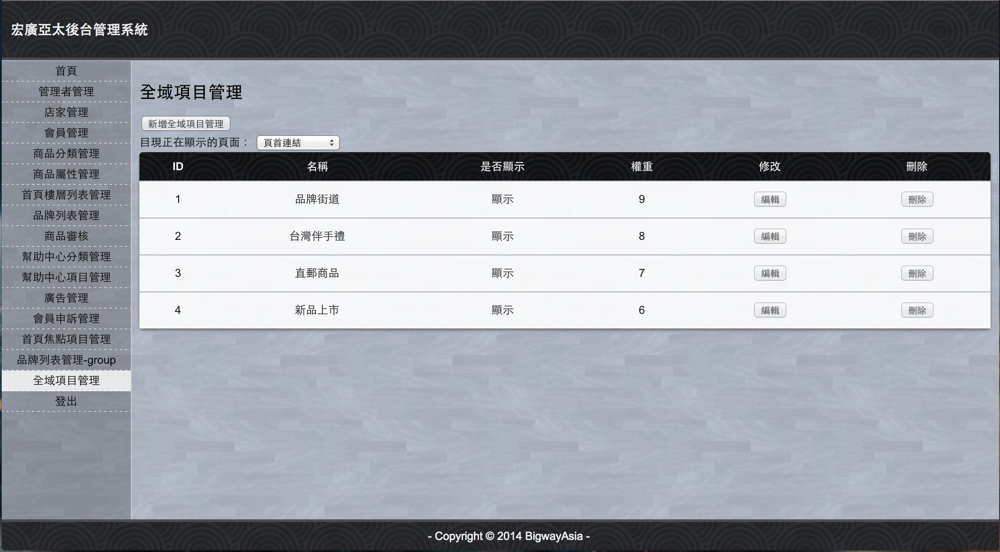 宏廣亞太後台管理系統
首頁
管理者管理
店家管理
會員管理
商品分類管理
商品屬性管理
首頁樓層列表管理
品牌列表管理
商品審核
幫助中心分類管理
幫助中心項目管理
廣告管理
會員申訴管理
首頁焦點項目管理
品牌列表管理-group
全域項目管理
登出
全域項目管理
新增全域項目管理
目現正在顯示的頁面： 頁首連結
ID 名稱 是否顯示 權重 修改 刪除
1 品牌街道 顯示 9 編輯 刪除
2 台灣伴手禮 顯示 8 編輯 刪除
3 直郵商品 顯示 7 編輯 刪除
4 新品上市 顯示 6 編輯 刪除
- Copyright © 2014 BigwayAsia -